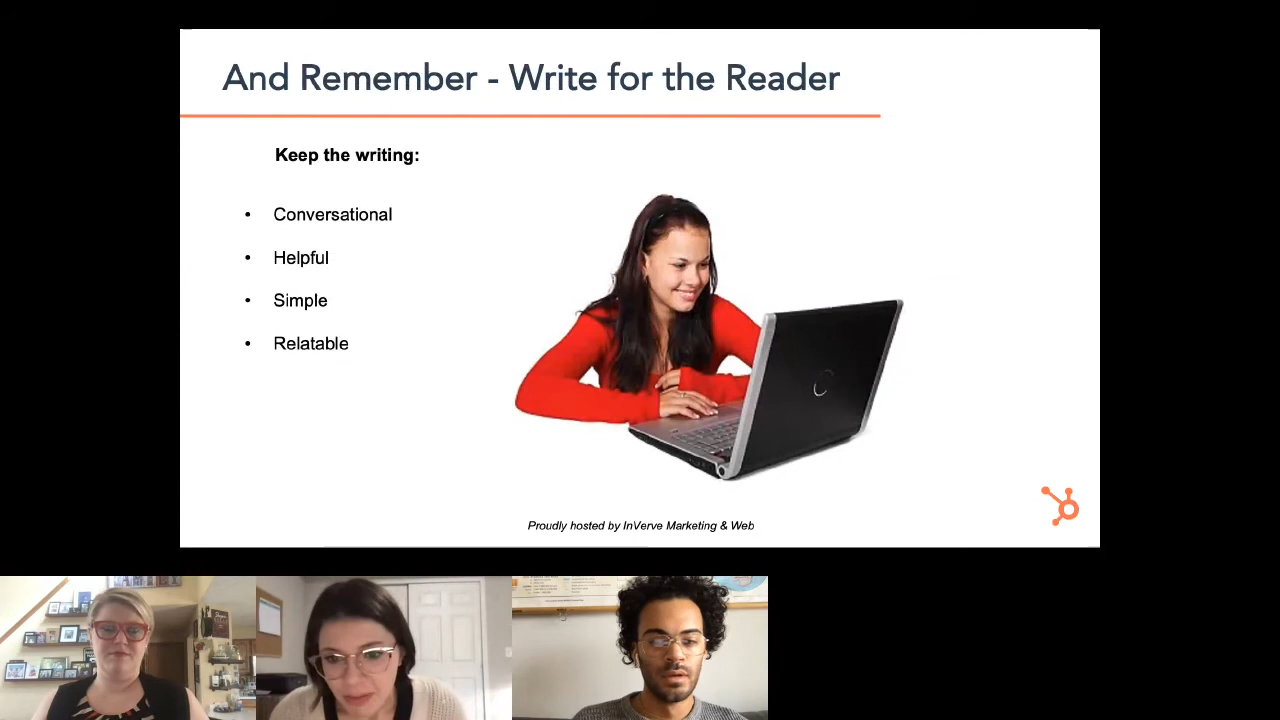 And Remember - Write for the Reader
Keep the writing:
• Conversational
• Helpful
• Simple
• Relatable
Proudly hosted by InVerve Marketing & Web
FAMILY